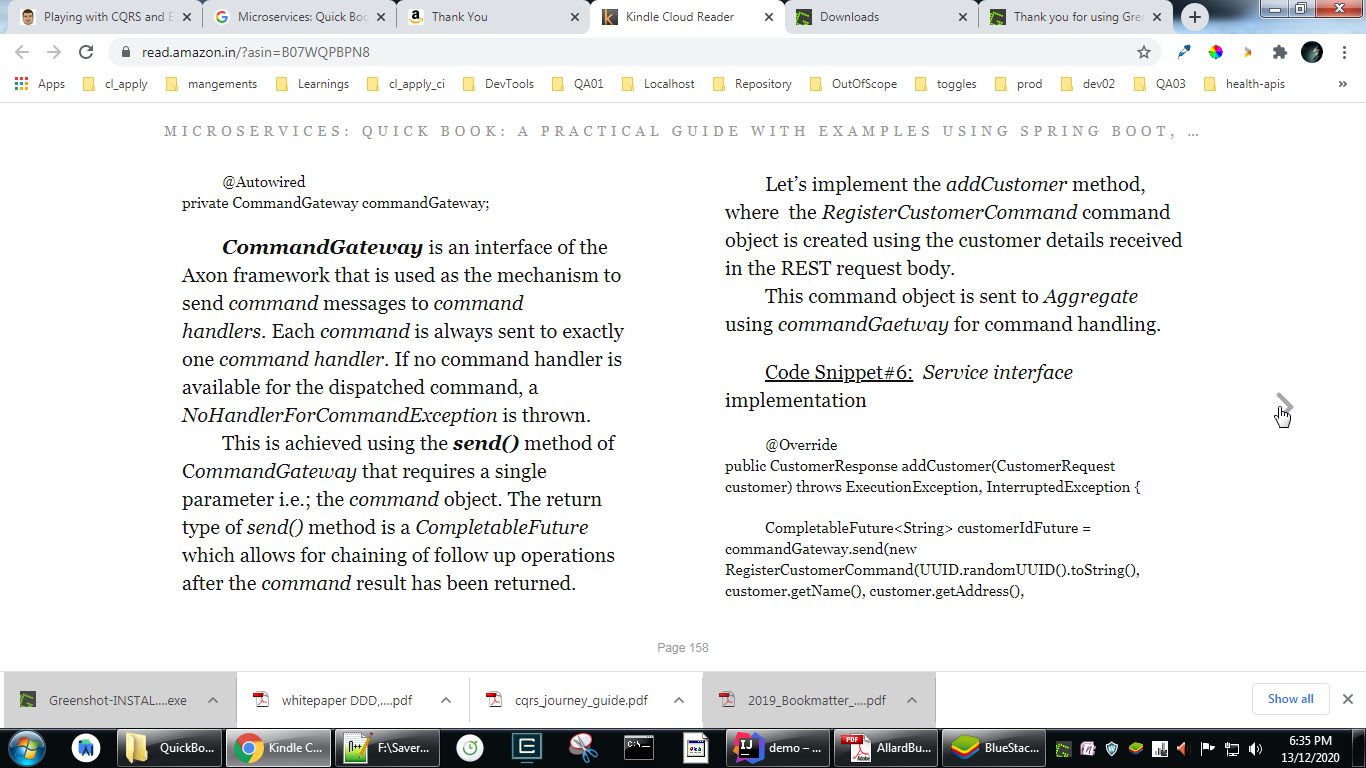 Playing with CQRS and E
Microservices: Quick Boo
Thank You
Kindle Cloud Reader
Downloads
Thank you for using Gre
read.amazon.in/?asin=B07WQPBPN8
Apps
cl_apply
mangements
Learnings
cl_apply_ci
DevTools
QA01
Localhost
Repository
OutOfScope
toggles
prod
dev02
QA03
health-apis
»
MICROSERVICES: QUICK BOOK: A PRACTICAL GUIDE WITH EXAMPLES USING SPRING BOOT, …
@Autowired
private CommandGateway commandGateway;
CommandGateway is an interface of the
Axon framework that is used as the mechanism to
send command messages to command
handlers. Each command is always sent to exactly
one command handler. If no command handler is
available for the dispatched command, a
NoHandlerForCommandException is thrown.
This is achieved using the send() method of
CommandGateway that requires a single
parameter i.e.; the command object. The return
type of send() method is a CompletableFuture
which allows for chaining of follow up operations
after the command result has been returned.
Let’s implement the addCustomer method,
where the RegisterCustomerCommand command
object is created using the customer details received
in the REST request body.
This command object is sent to Aggregate
using commandGaetway for command handling.
Code Snippet#6: Service interface
implementation
@Override
public CustomerResponse addCustomer(CustomerRequest
customer) throws ExecutionException, InterruptedException {
CompletableFuture<String> customerIdFuture =
commandGateway.send(new
RegisterCustomerCommand(UUID.randomUUID().toString(),
customer.getName(), customer.getAddress(),
Page 158
Greenshot-INSTAL....exe
whitepaper DDD,....pdf
cqrs_journey_guide.pdf
2019_Bookmatter_....pdf
Show all
QuickBo...
Kindle C...
F:\Saver...
demo – ...
AllardBu...
BlueStac...
6:35 PM
13/12/2020